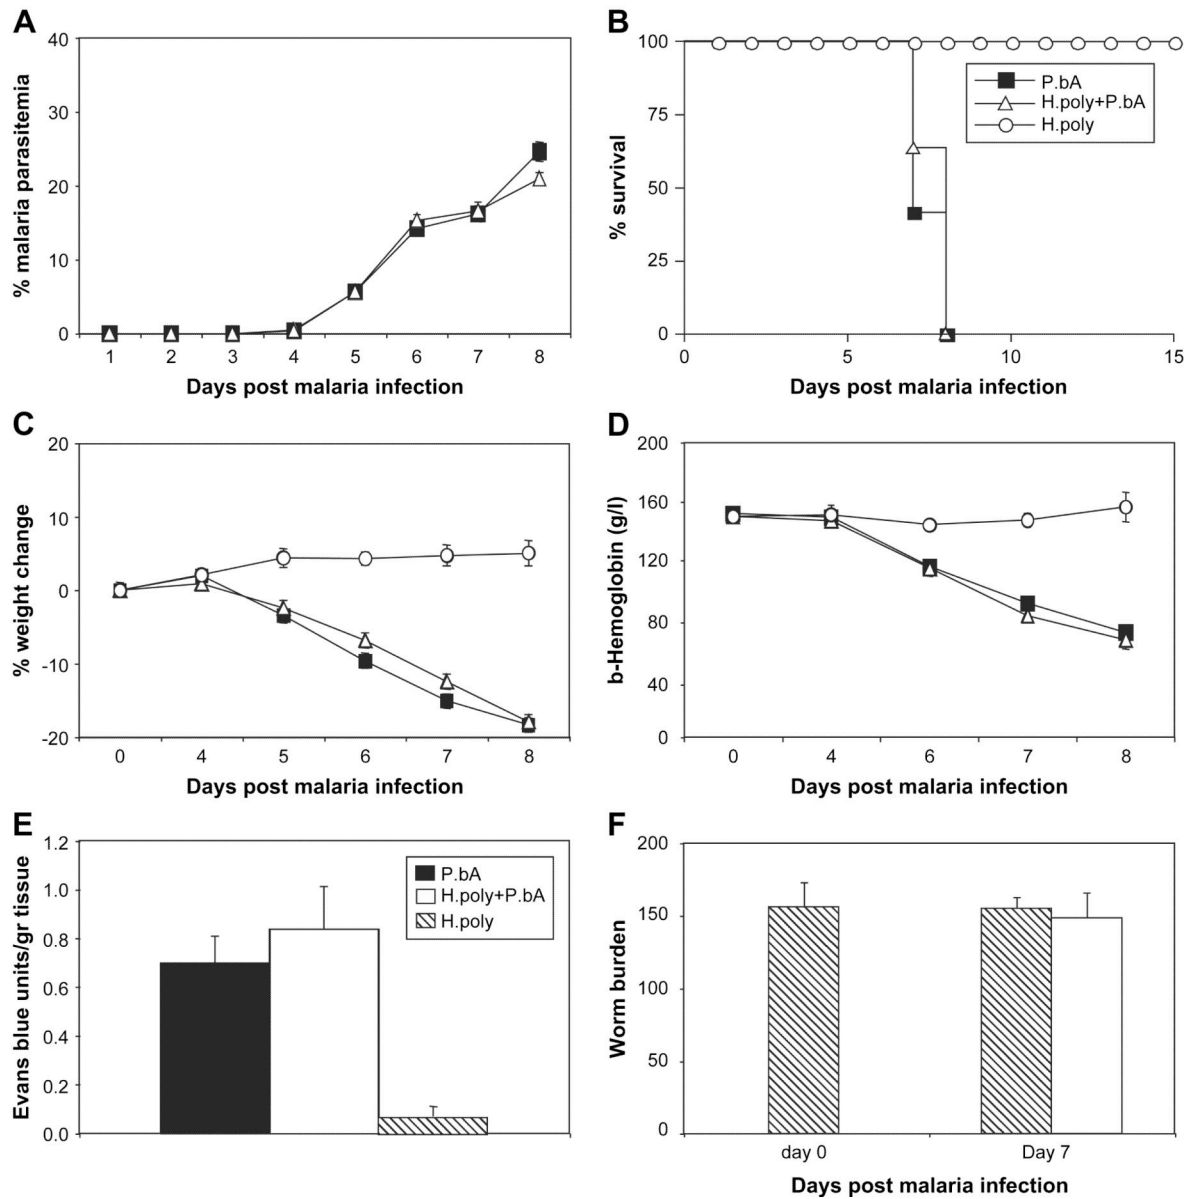 A
% malaria parasitemia
40
30
20
10
0
1 2 3 4 5 6 7 8
Days post malaria infection
B
% survival
100
75
50
25
0
P.bA
H.poly+P.bA
H.poly
0 5 10 15
Days post malaria infection
C
% weight change
20
10
0
-10
-20
0 4 5 6 7 8
Days post malaria infection
D
b-Hemoglobin (g/l)
200
160
120
80
40
0
0 4 6 7 8
Days post malaria infection
E
Evans blue units/gr tissue
1.2
1.0
0.8
0.6
0.4
0.2
0.0
P.bA
H.poly+P.bA
H.poly
F
Worm burden
200
150
100
50
0
day 0 Day 7
Days post malaria infection